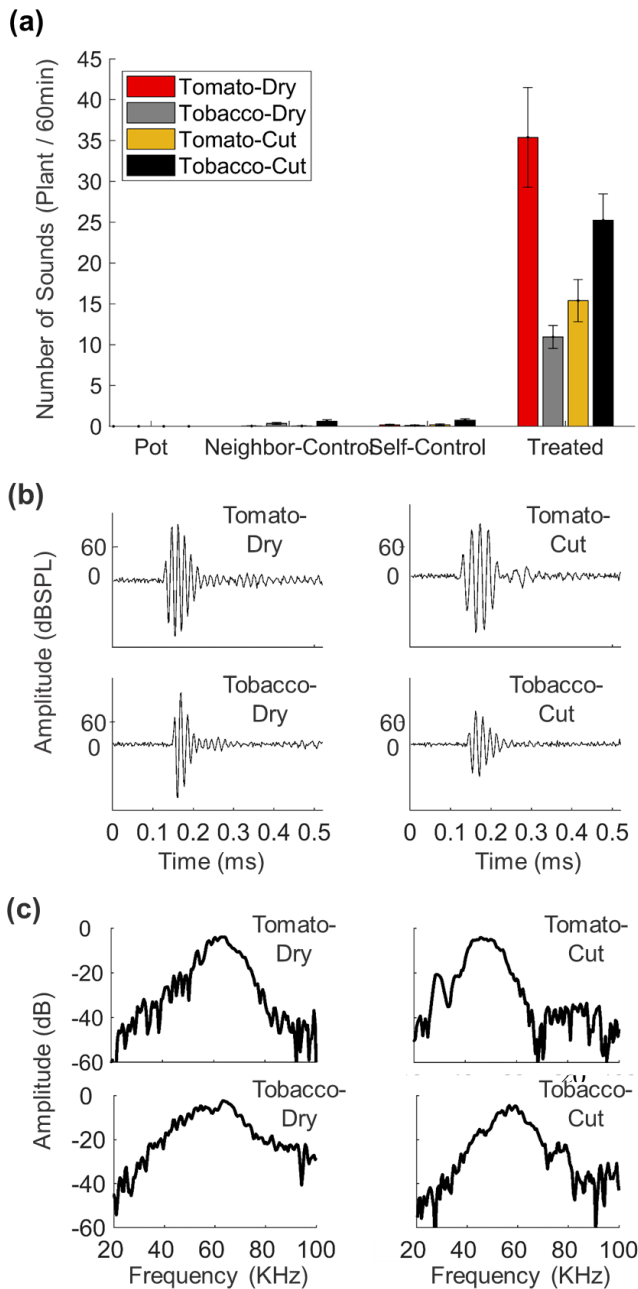 (a)
Number of Sounds (Plant / 60min)
45
40
35
30
25
20
15
10
5
0
Tomato-Dry
Tobacco-Dry
Tomato-Cut
Tobacco-Cut
Pot
Neighbor-Control
Self-Control
Treated
(b)
Amplitude (dBSPL)
Tomato-
Dry
60
0
Tomato-
Cut
60
0
Tobacco-
Dry
60
0
Tobacco-
Cut
60
0
0 0.1 0.2 0.3 0.4 0.5
Time (ms)
0 0.1 0.2 0.3 0.4 0.5
Time (ms)
(c)
Amplitude (dB)
Tomato-
Dry
0
-20
-40
-60
Tomato-
Cut
Tobacco-
Dry
0
-20
-40
-60
Tobacco-
Cut
20 40 60 80 100
Frequency (KHz)
20 40 60 80 100
Frequency (KHz)